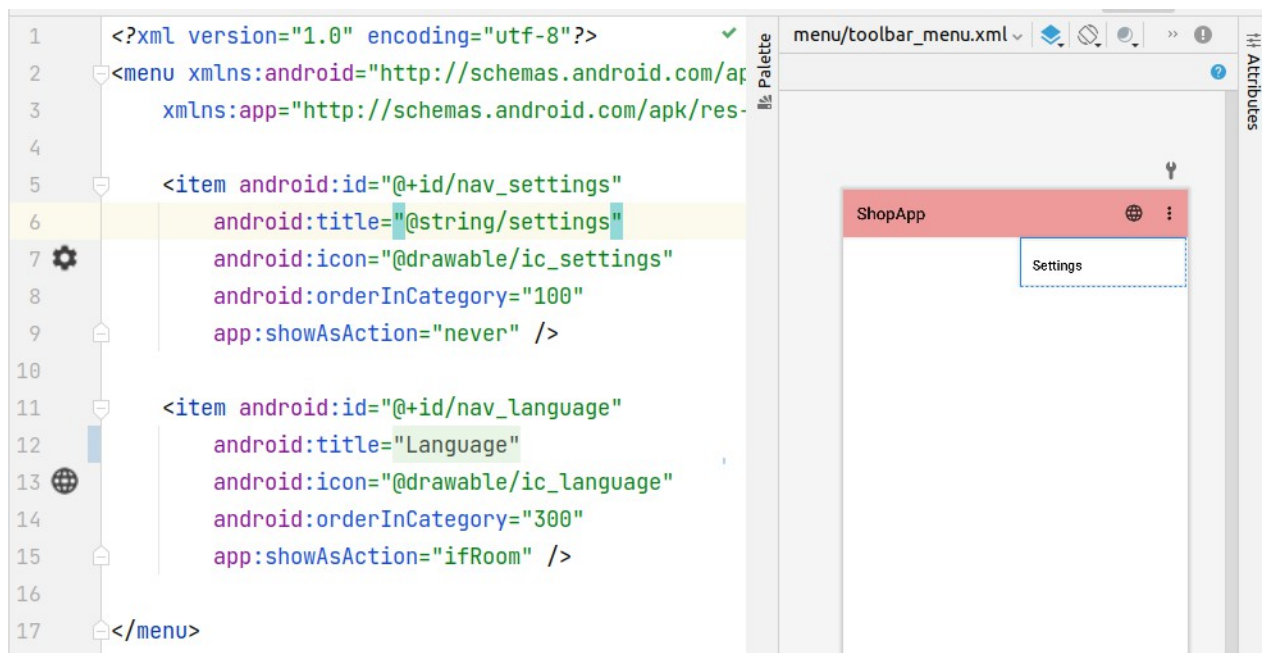 1 <?xml version="1.0" encoding="utf-8"?>
2 <menu xmlns:android="http://schemas.android.com/ap
3 xmlns:app="http://schemas.android.com/apk/res-
4
5 <item android:id="@+id/nav_settings"
6 android:title="@string/settings"
7 android:icon="@drawable/ic_settings"
8 android:orderInCategory="100"
9 app:showAsAction="never" />
10
11 <item android:id="@+id/nav_language"
12 android:title="Language"
13 android:icon="@drawable/ic_language"
14 android:orderInCategory="300"
15 app:showAsAction="ifRoom" />
16
17 </menu>
Palette
menu/toolbar_menu.xml
ShopApp
Settings
Attributes